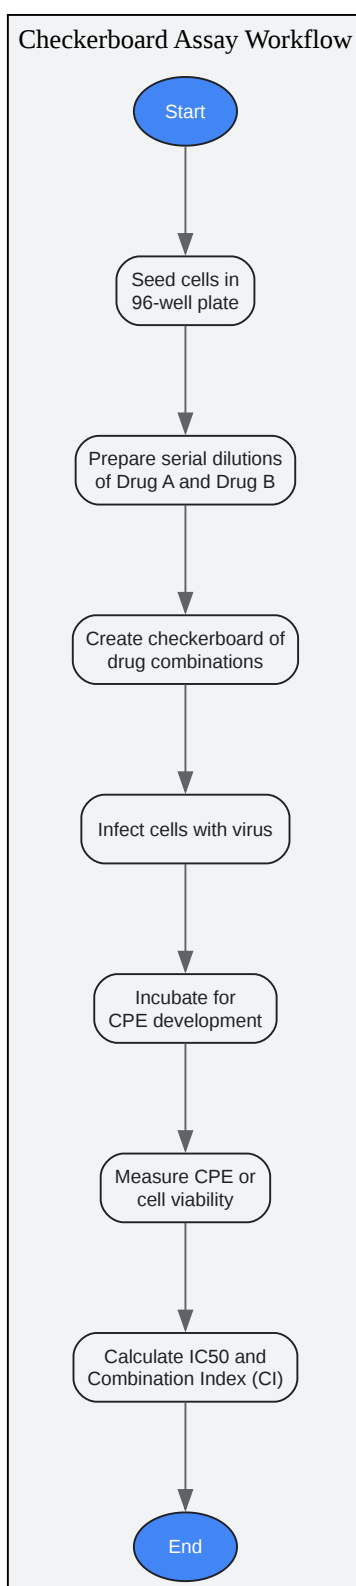 Checkerboard Assay Workflow
Start
Seed cells in
96-well plate
Prepare serial dilutions
of Drug A and Drug B
Create checkerboard of
drug combinations
Infect cells with virus
Incubate for
CPE development
Measure CPE or
cell viability
Calculate IC50 and
Combination Index (CI)
End